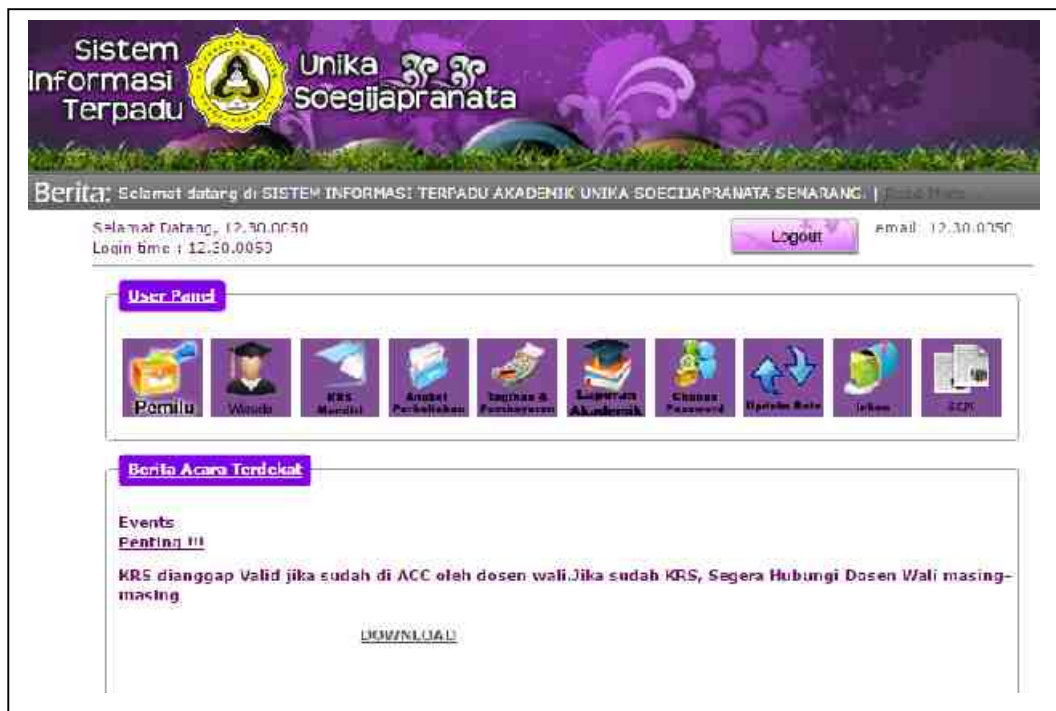 Sistem
Informasi
Terpadu
Unika
Soegijapranata
Berita: Selamat datang di SISTEM INFORMASI TERPADU AKADEMIK UNIKA SOEGIJAPRANATA SEMARANG. |
Selamat Datang, 12.30.0050
Login time : 12.30.0050
Logout
email: 12.30.0050
User Panel
Pemilu
Wisuda
KRS Mandiri
Angket Perkuliahan
Tagihan & Pembayaran
Laporan Akademik
Change Password
Update Data
Inbox
Berita Acara Terdekat
Events
Penting !!!
KRS dianggap Valid jika sudah di ACC oleh dosen wali.Jika sudah KRS, Segera Hubungi Dosen Wali masing-
masing
DOWNLOAD